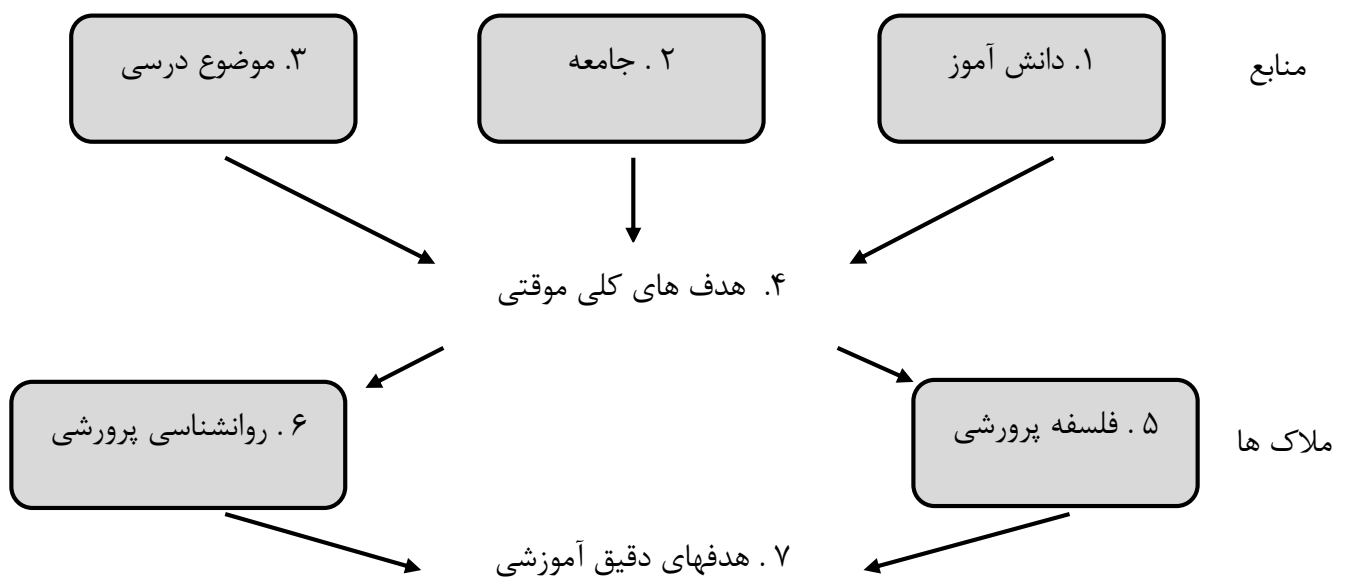 منابع
۱. دانش آموز
۲ . جامعه
۳. موضوع درسی
۴. هدف های کلی موقتی
ملاک ها
۵ . فلسفه پرورشی
۶ . روانشناسی پرورشی
۷ . هدفهای دقیق آموزشی